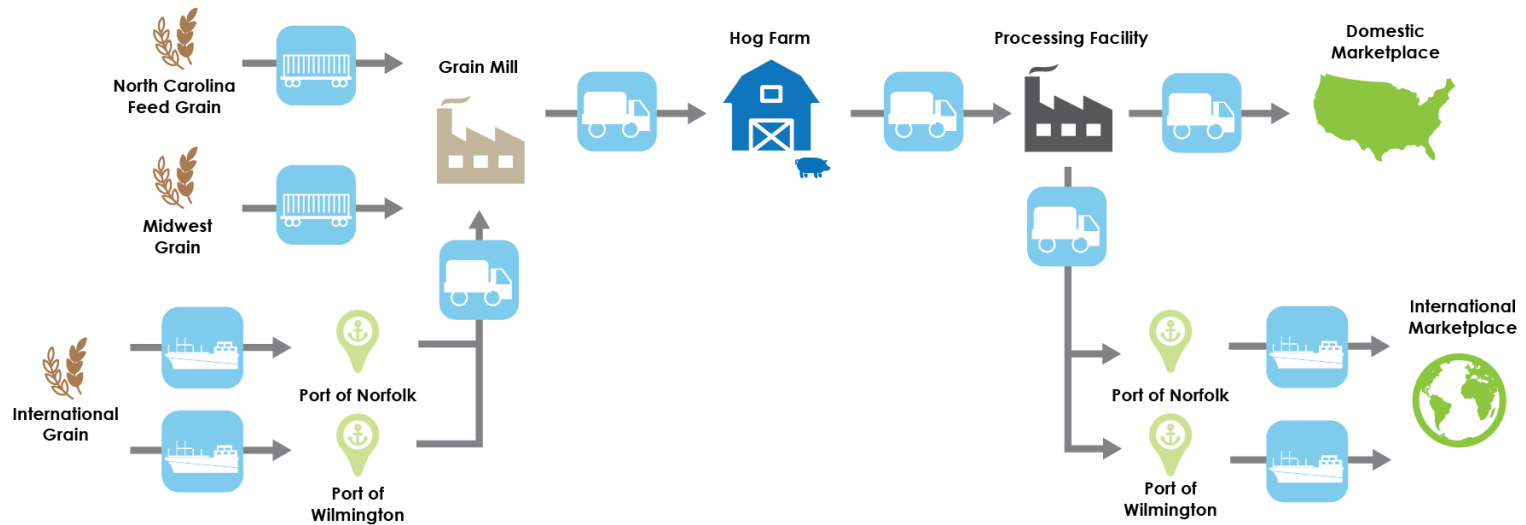 North Carolina
Feed Grain
Grain Mill
Hog Farm
Processing Facility
Domestic
Marketplace
Midwest
Grain
International
Grain
Port of Norfolk
Port of
Wilmington
Port of Norfolk
Port of
Wilmington
International
Marketplace